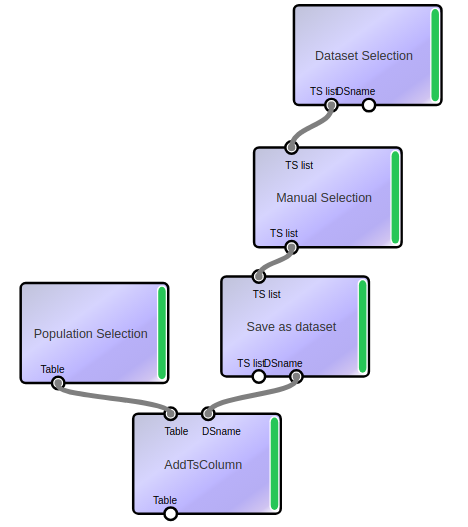 Dataset Selection
TS list DSname
TS list
Manual Selection
TS list
TS list
Save as dataset
TS list DSname
Population Selection
Table
Table DSname
AddTsColumn
Table